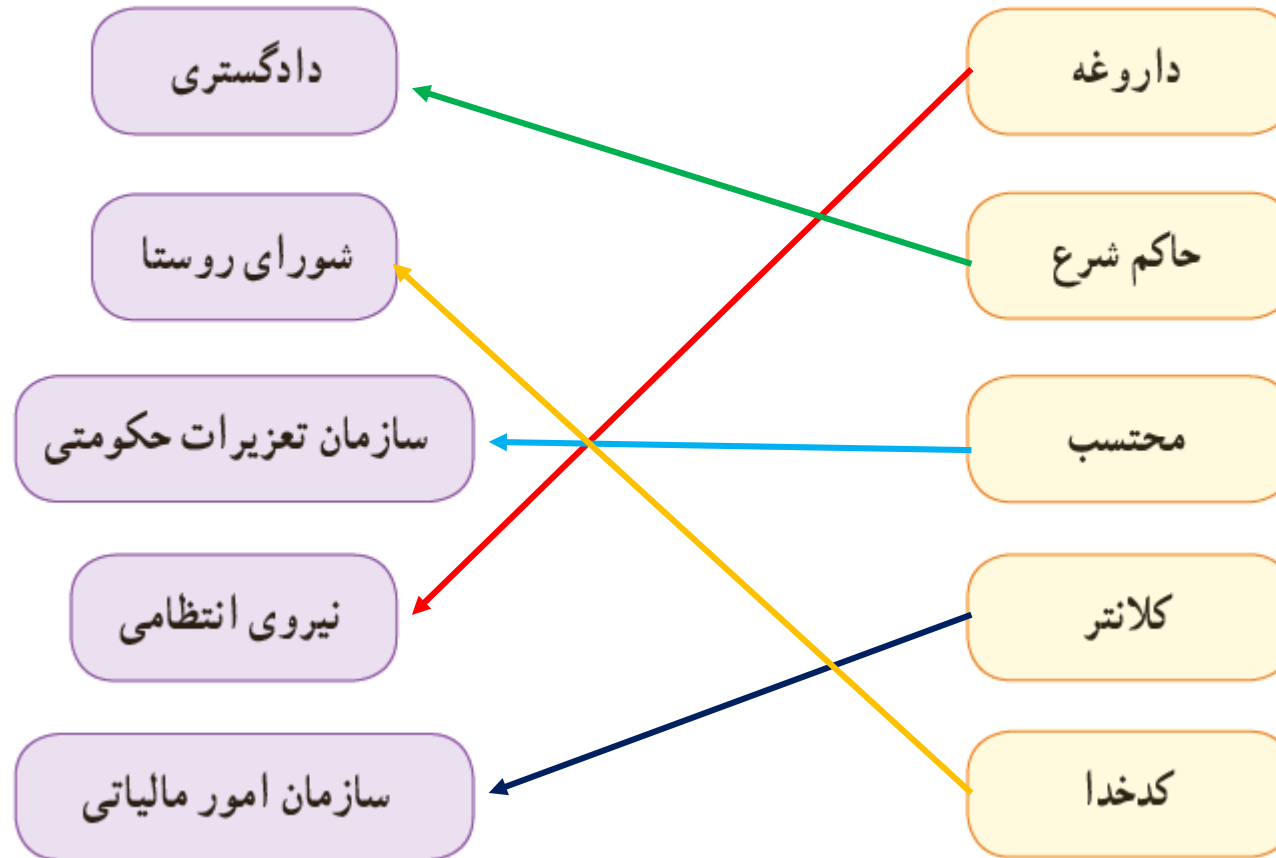 داروغه
دادگستری
حاکم شرع
شورای روستا
محتسب
سازمان تعزیرات حکومتی
کلانتر
نیروی انتظامی
کدخدا
سازمان امور مالیاتی